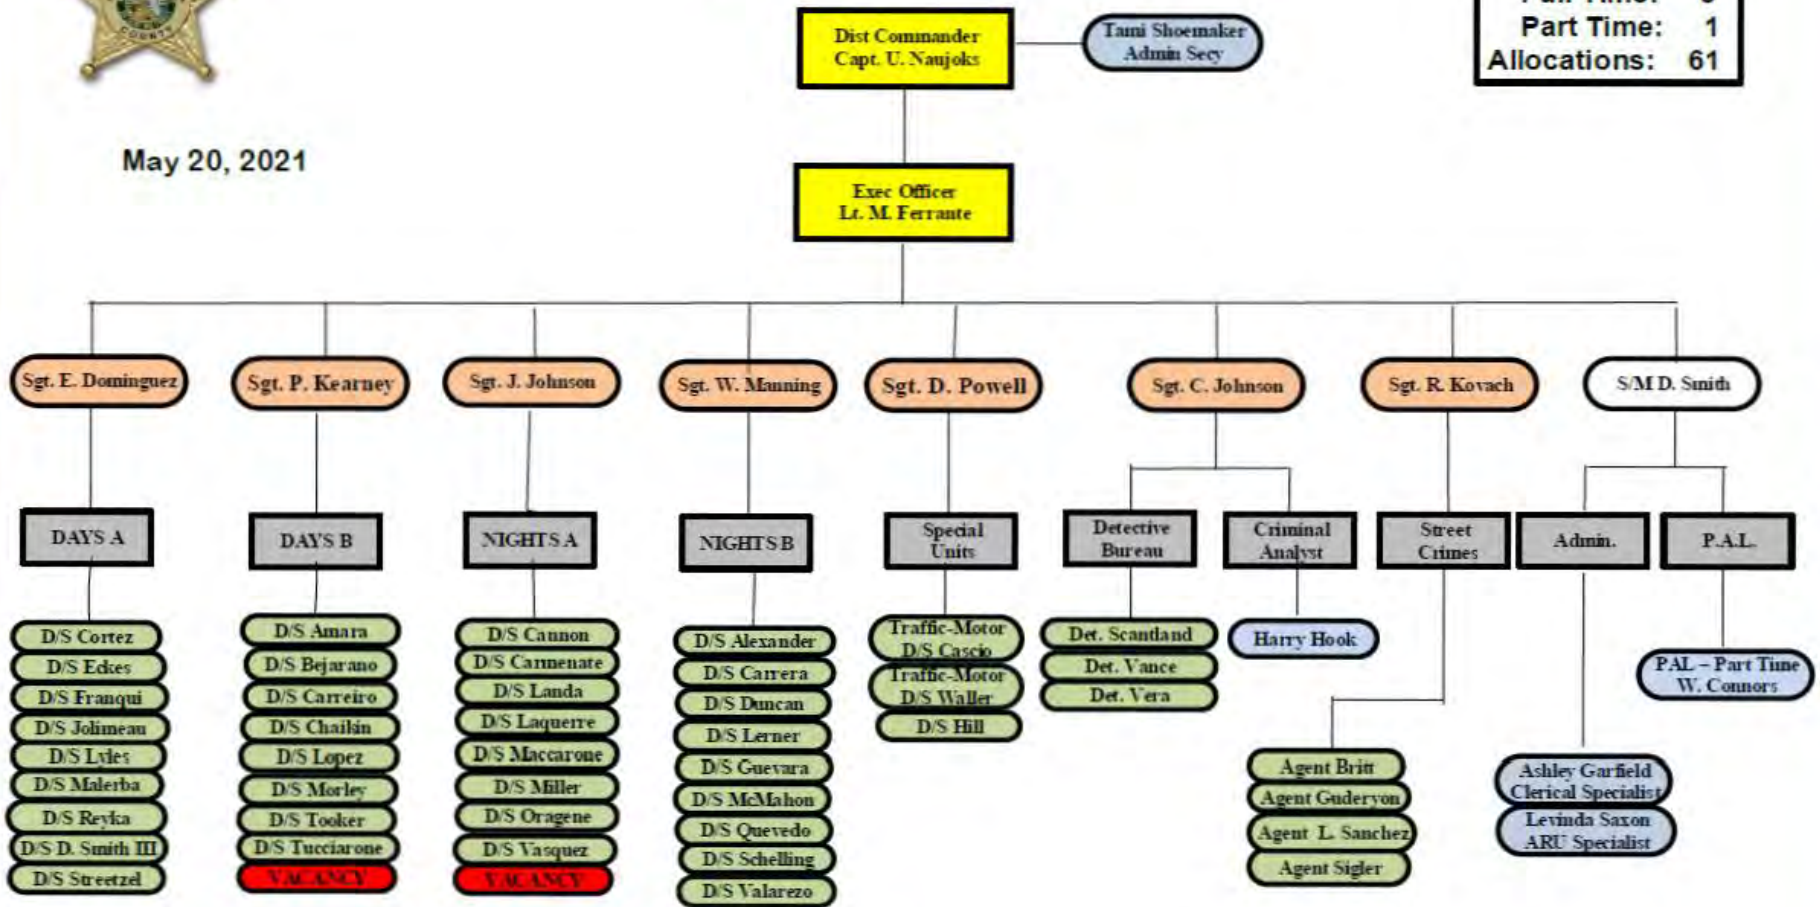 COUNTY
May 20, 2021
Part Time: 1
Allocations: 61
Dist Commander
Capt. U. Naujoks
Tami Shoemaker
Admin Secy
Exec Officer
Lt. M. Ferrante
Sgt. E. Dominguez
Sgt. P. Kearney
Sgt. J. Johnson
Sgt. W. Manning
Sgt. D. Powell
Sgt. C. Johnson
Sgt. R. Kovach
S/M D. Smith
DAYS A
DAYS B
NIGHTS A
NIGHTS B
Special
Units
Detective
Bureau
Criminal
Analyst
Street
Crimes
Admin.
P.A.L.
D/S Cortez
D/S Eckes
D/S Franqui
D/S Jolimeau
D/S Lyles
D/S Malerba
D/S Reyka
D/S D. Smith III
D/S Streetzel
D/S Amara
D/S Bejarano
D/S Carreiro
D/S Chaikin
D/S Lopez
D/S Morley
D/S Tooker
D/S Tucciarone
VACANCY
D/S Cannon
D/S Carmenate
D/S Landa
D/S Laquerre
D/S Maccarone
D/S Miller
D/S Oragene
D/S Vasquez
VACANCY
D/S Alexander
D/S Carrera
D/S Duncan
D/S Lerner
D/S Guevara
D/S McMahon
D/S Quevedo
D/S Schelling
D/S Valarezo
Traffic-Motor
D/S Cascio
Traffic-Motor
D/S Waller
D/S Hill
Det. Scantland
Det. Vance
Det. Vera
Harry Hook
Agent Britt
Agent Guderyon
Agent L. Sanchez
Agent Sigler
Ashley Garfield
Clerical Specialist
Levinda Saxon
ARU Specialist
PAL – Part Time
W. Connors